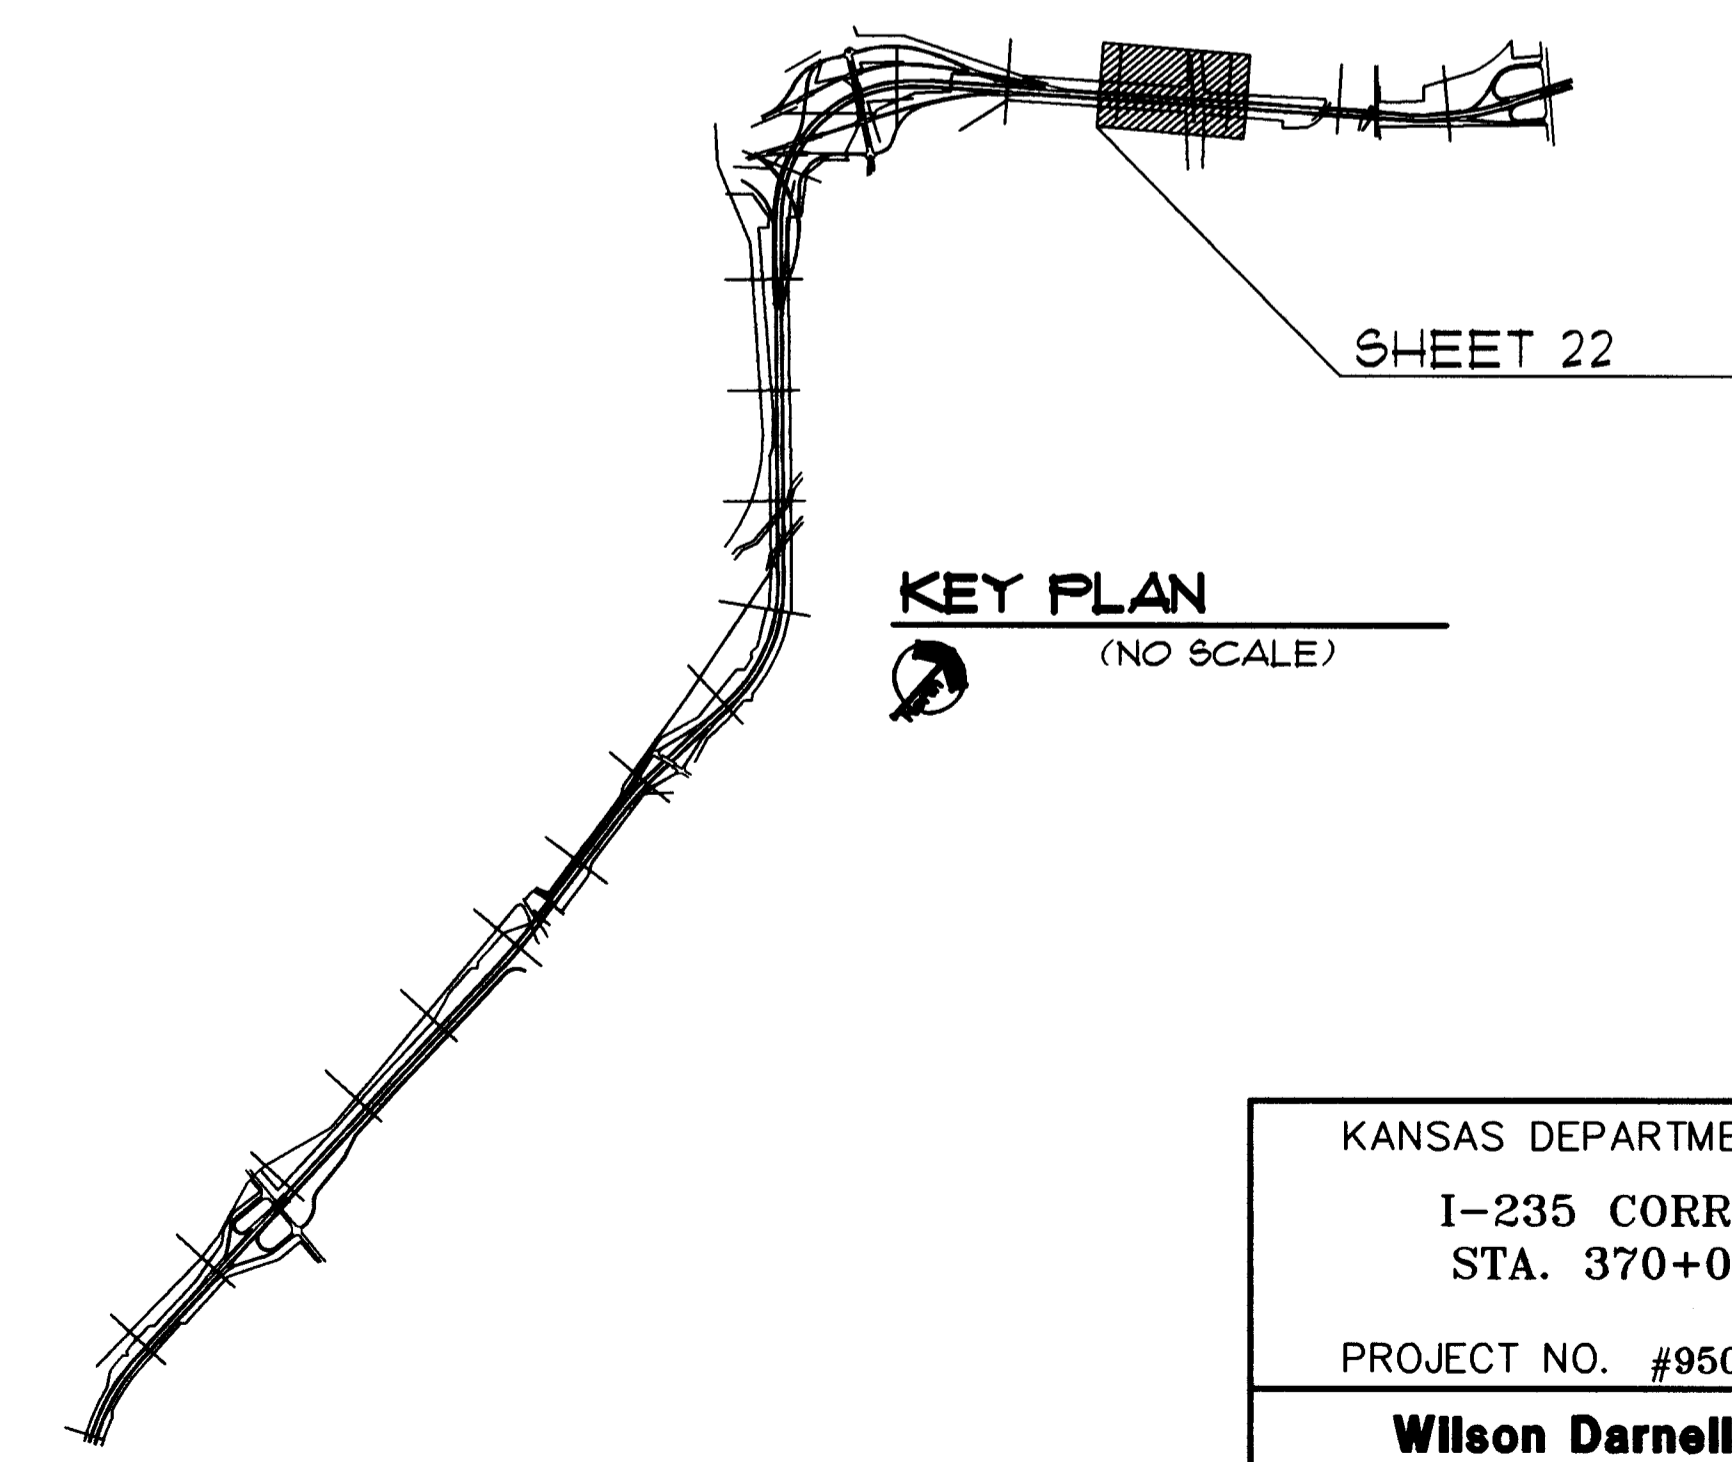 SHEET 22
KEY PLAN
(NO SCALE)
KANSAS DEPARTME
I-235 CORR
STA. 370+0
PROJECT NO. #950
Wilson Darnell